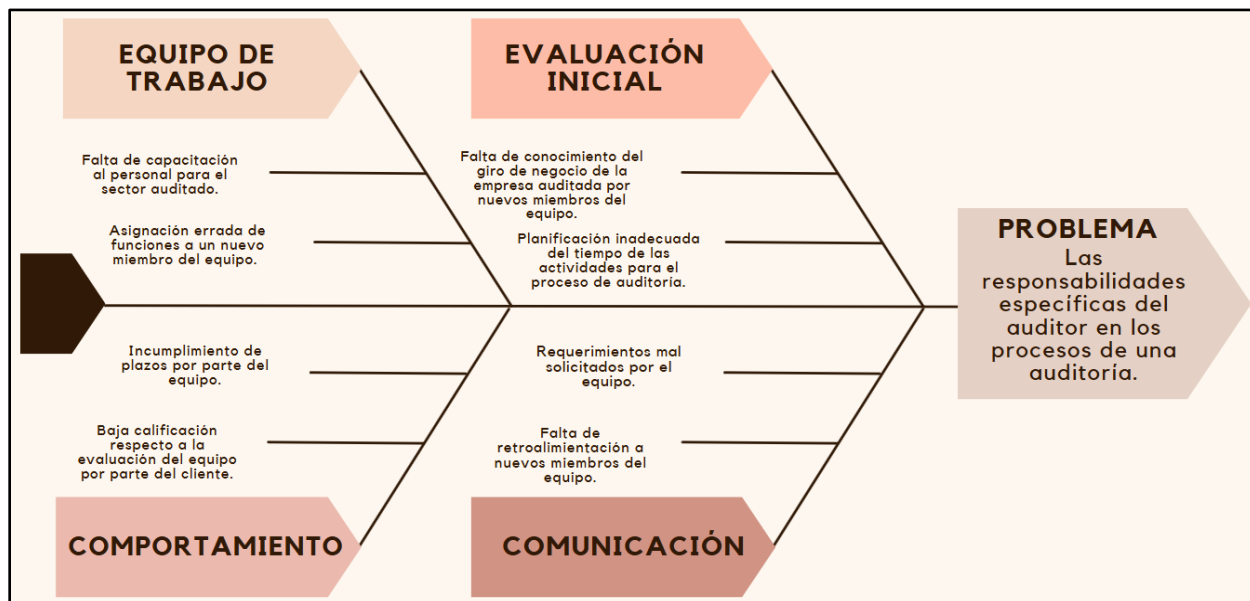 EQUIPO DE
TRABAJO
Falta de capacitación
al personal para el
sector auditado.
Asignación errada de
funciones a un nuevo
miembro del equipo.
EVALUACIÓN
INICIAL
Falta de conocimiento del
giro de negocio de la
empresa auditada por
nuevos miembros del
equipo.
Planificación inadecuada
del tiempo de las
actividades para el
proceso de auditoría.
PROBLEMA
Las
responsabilidades
específicas del
auditor en los
procesos de una
auditoría.
Incumplimiento de
plazos por parte del
equipo.
Baja calificación
respecto a la
evaluación del equipo
por parte del cliente.
COMPORTAMIENTO
Requerimientos mal
solicitados por el
equipo.
Falta de
retroalimentación a
nuevos miembros del
equipo.
COMUNICACIÓN